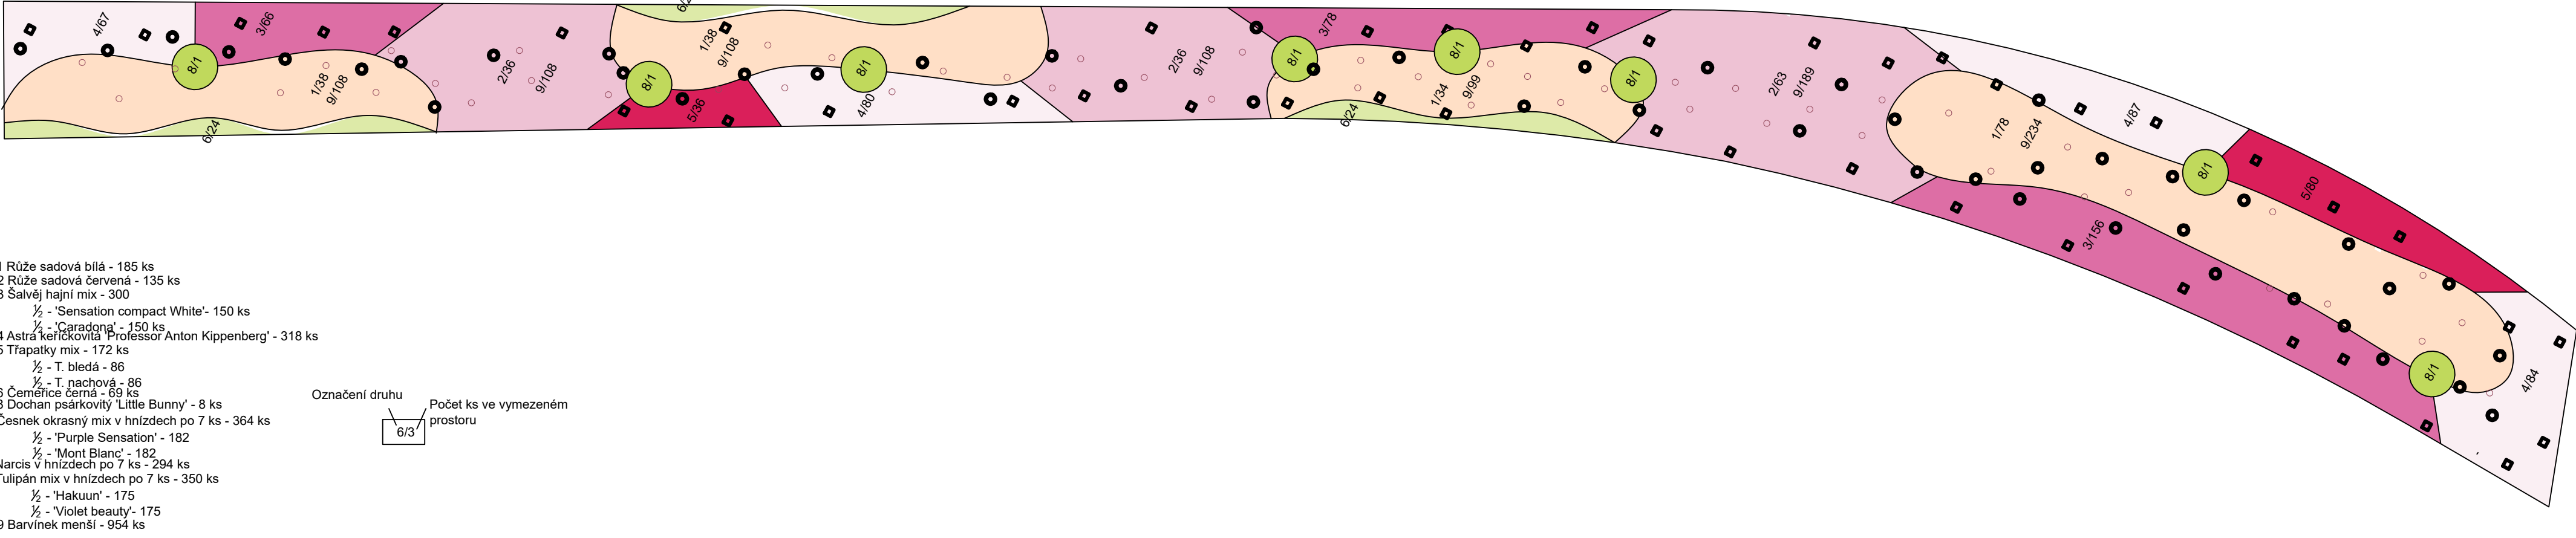 4/67
3/66
8/1
1/38
9/108
6/24
2/36
9/108
8/1
1/38
9/108
5/36
8/1
4/80
2/36
9/108
3/78
8/1
8/1
1/34
9/99
6/24
8/1
2/63
9/189
1/78
9/234
4/87
8/1
5/80
3/156
8/1
4/84
1 Růže sadová bílá - 185 ks
2 Růže sadová červená - 135 ks
3 Šalvěj hajní mix - 300
½ - 'Sensation compact White'- 150 ks
½ - 'Caradona' - 150 ks
4 Astra keříčkovitá 'Professor Anton Kippenberg' - 318 ks
5 Třapatky mix - 172 ks
½ - T. bledá - 86
½ - T. nachová - 86
6 Čemeřice černá - 69 ks
8 Dochan psárkovitý 'Little Bunny' - 8 ks
Česnek okrasný mix v hnízdech po 7 ks - 364 ks
½ - 'Purple Sensation' - 182
½ - 'Mont Blanc' - 182
Narcis v hnízdech po 7 ks - 294 ks
Tulipán mix v hnízdech po 7 ks - 350 ks
½ - 'Hakuun' - 175
½ - 'Violet beauty'- 175
9 Barvínek menší - 954 ks
Označení druhu
Počet ks ve vymezeném
prostoru
6/3